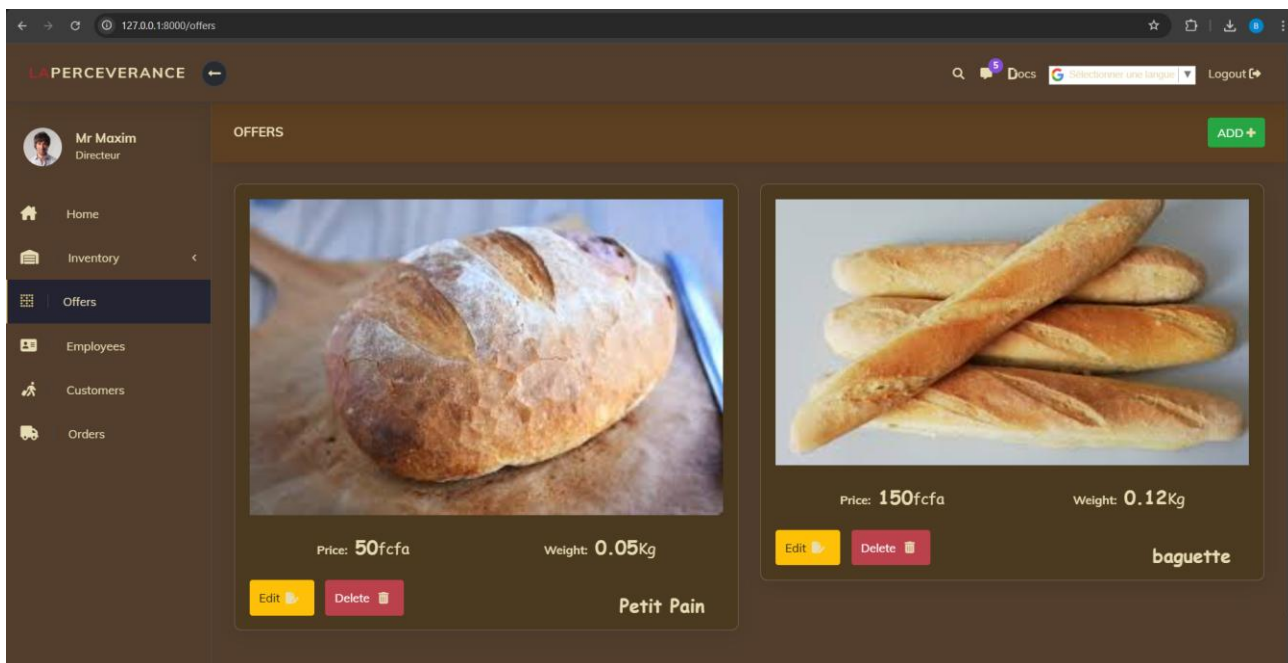 127.0.0.1:8000/offers
B
LAPERCEVERANCE
5
Docs
G Sélectionner une langue ▼
Logout
Mr Maxim
Directeur
OFFERS
ADD +
Home
Inventory <
Offers
Employees
Customers
Orders
Price: 50fcfa Weight: 0.05Kg
Edit Delete
Petit Pain
Price: 150fcfa Weight: 0.12Kg
Edit Delete
baguette